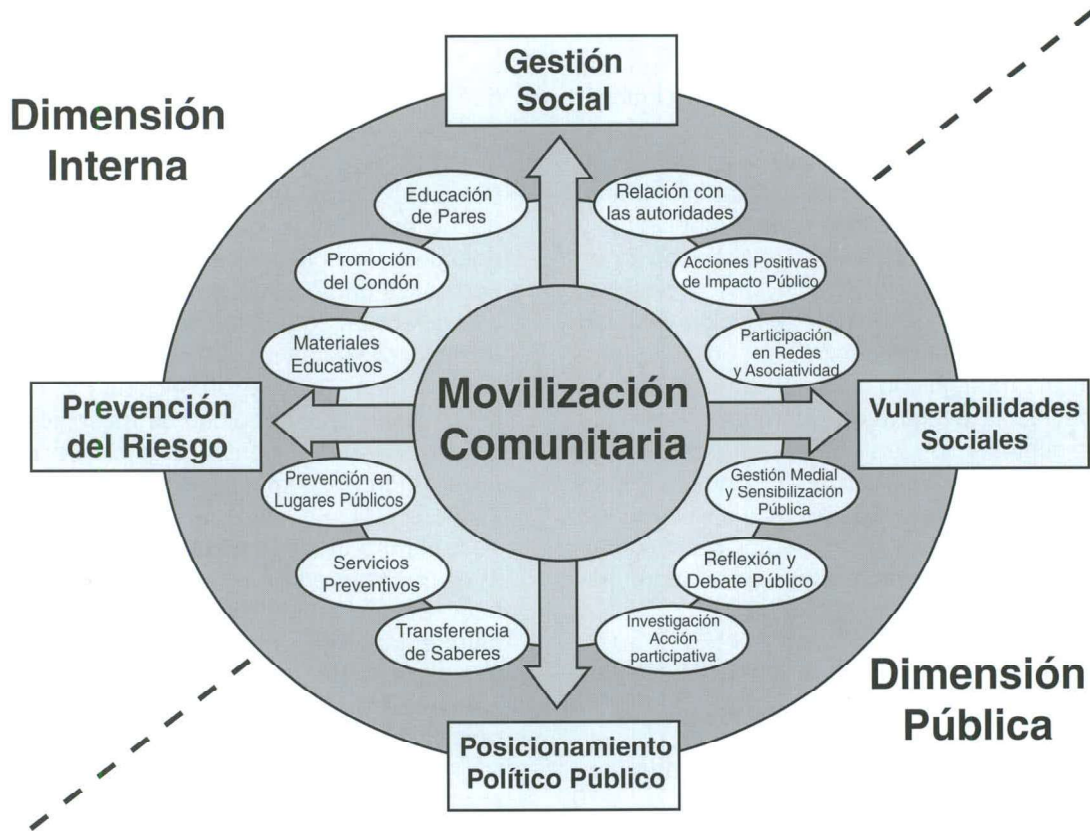 Gestión
Social
Dimensión
Interna
Educación
de Pares
Relación con
las autoridades
Promoción
del Condón
Acciones Positivas
de Impacto Público
Materiales
Educativos
Participación
en Redes
y Asociatividad
Prevención
del Riesgo
Movilización
Comunitaria
Vulnerabilidades
Sociales
Prevención en
Lugares Públicos
Gestión Medial
y Sensibilización
Pública
Servicios
Preventivos
Reflexión y
Debate Público
Transferencia
de Saberes
Investigación
Acción
participativa
Dimensión
Pública
Posicionamiento
Político Público